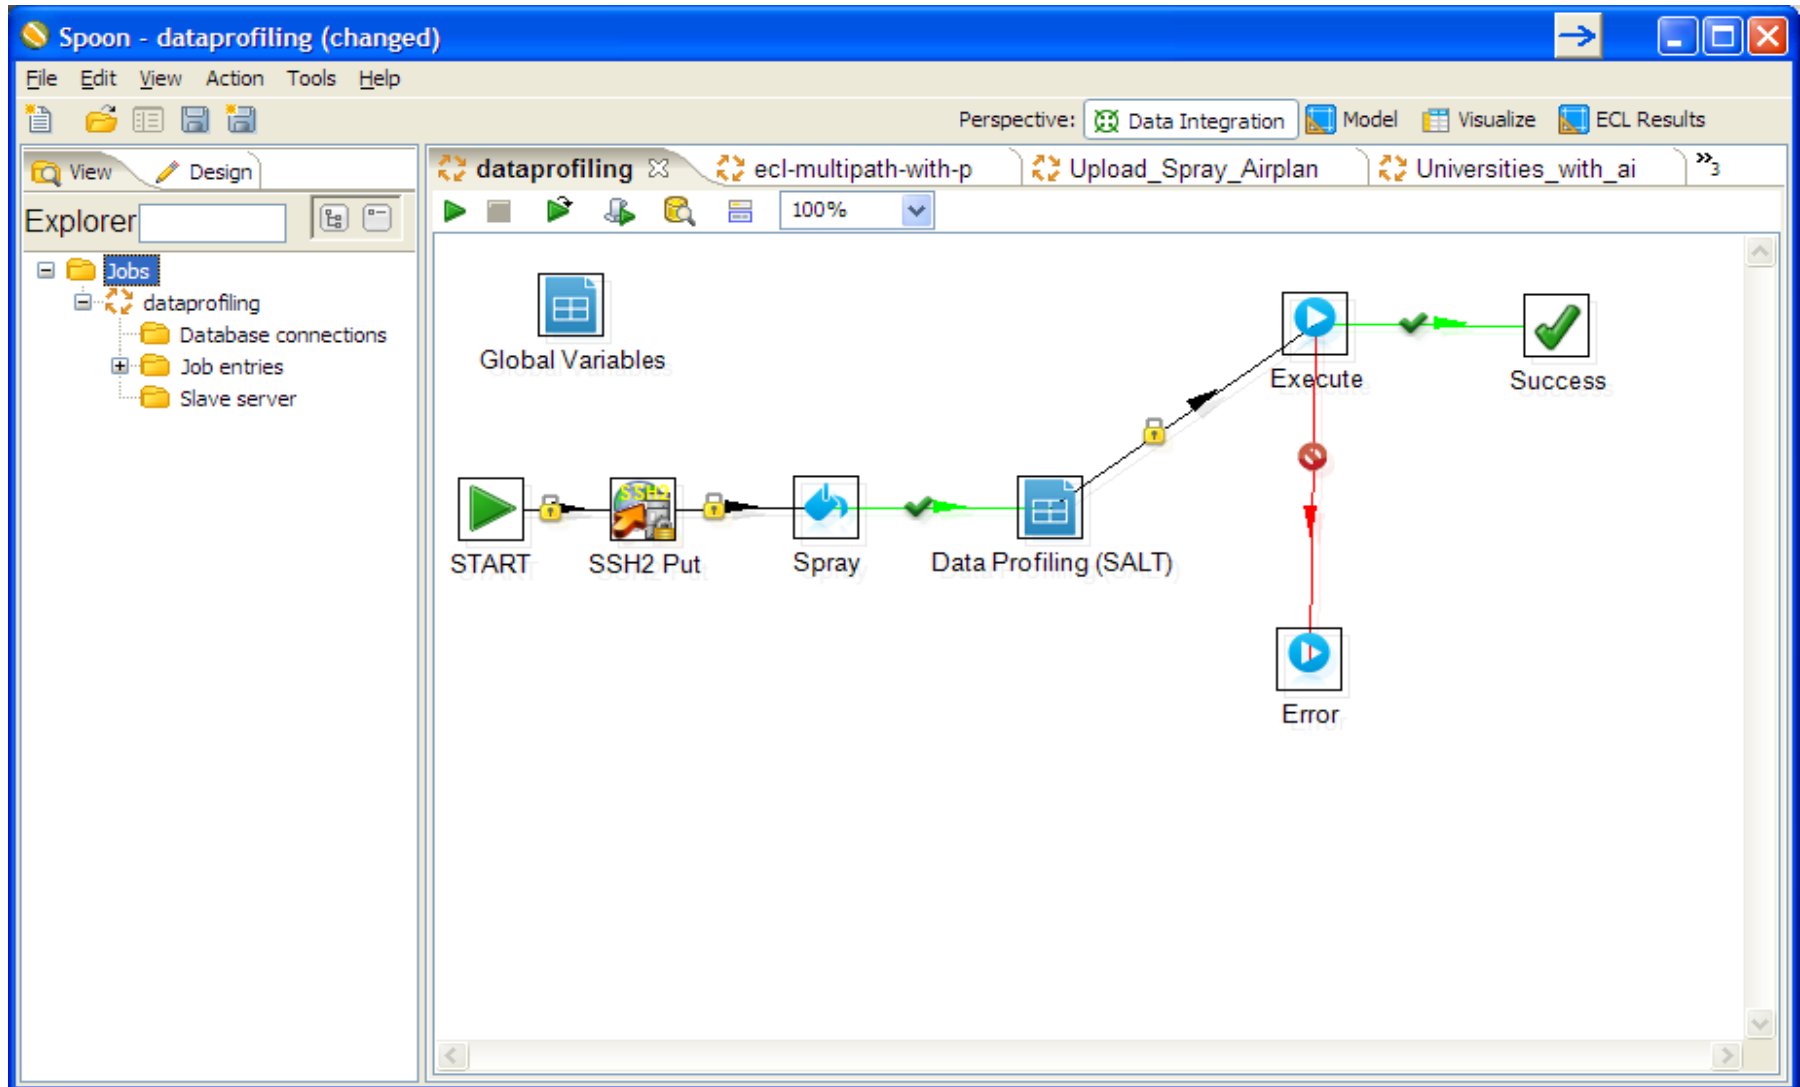 Spoon - dataprofiling (changed)
File Edit View Action Tools Help
Perspective: Data Integration Model Visualize ECL Results
View Design
dataprofiling ecl-multipath-with-p Upload_Spray_Airplan Universities_with_ai »3
Explorer
100%
Jobs
dataprofiling
Database connections
Job entries
Slave server
Global Variables
Execute
Success
SSH2
START
SSH2 Put
Spray
Data Profiling (SALT)
Error